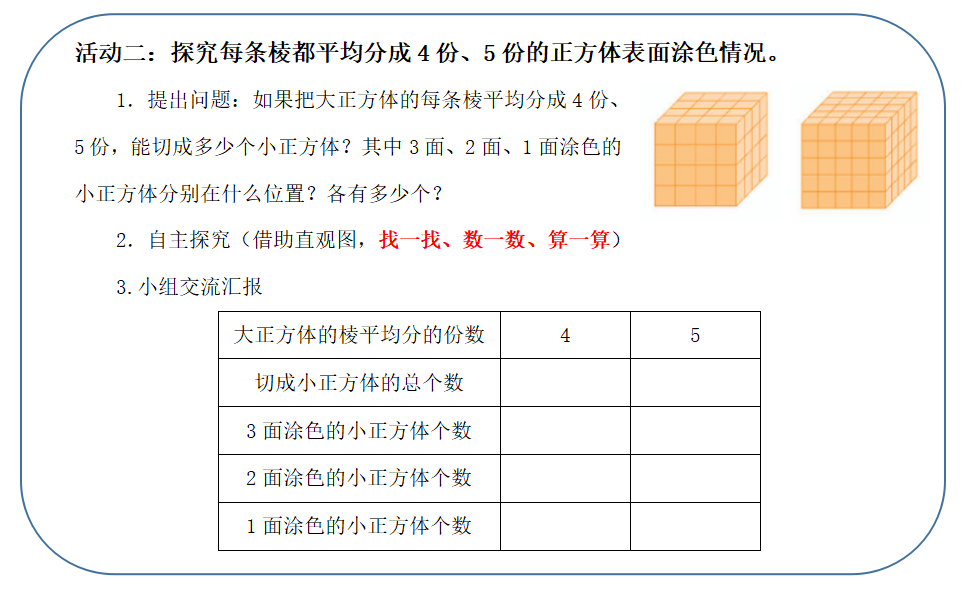 活动二：探究每条棱都平均分成 4 份、5 份的正方体表面涂色情况。
1．提出问题：如果把大正方体的每条棱平均分成 4 份、
5 份，能切成多少个小正方体？其中 3 面、2 面、1 面涂色的
小正方体分别在什么位置？各有多少个？
2．自主探究（借助直观图，找一找、数一数、算一算）
3.小组交流汇报
大正方体的棱平均分的份数 4 5
切成小正方体的总个数
3 面涂色的小正方体个数
2 面涂色的小正方体个数
1 面涂色的小正方体个数